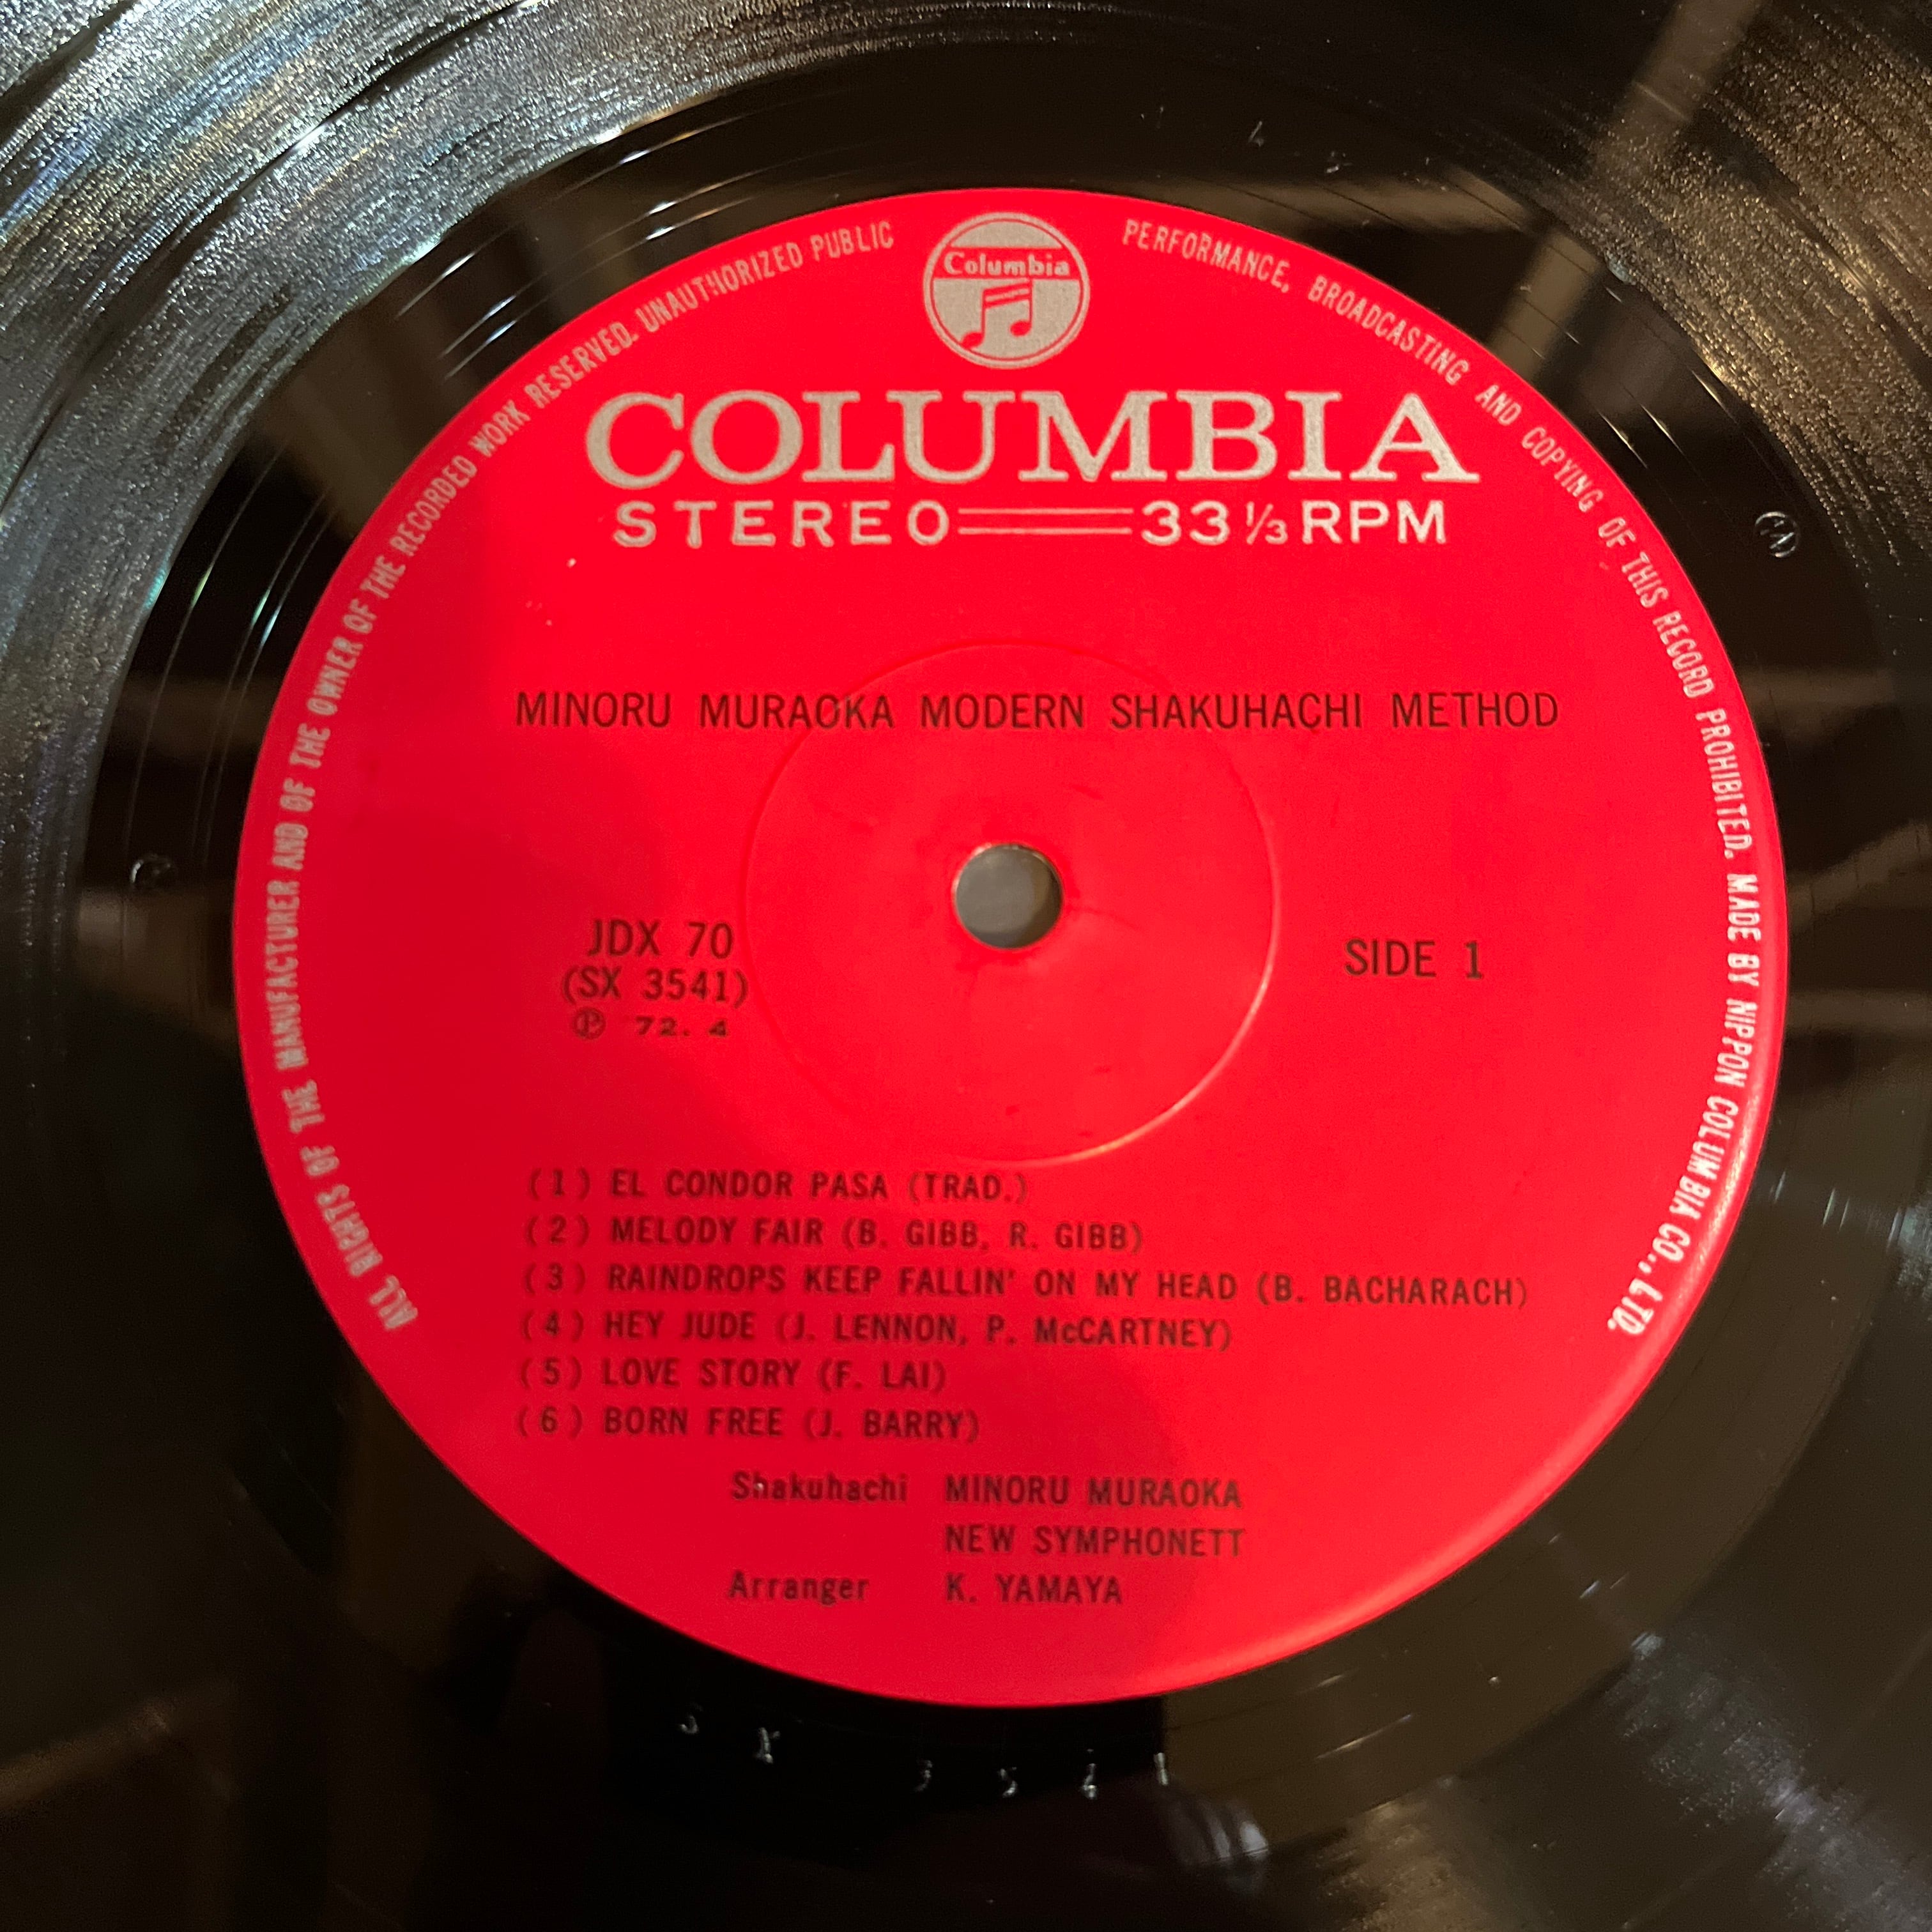 ALL RIGHTS OF THE MANUFACTURER AND OF THE OWNER OF THE RECORDED WORK RESERVED. UNAUTHORIZED PUBLIC PERFORMANCE, BROADCASTING AND COPYING OF THIS RECORD PROHIBITED. MADE BY NIPPON COLUMBIA CO., LTD.
Columbia
COLUMBIA
STEREO 33 1/3 RPM
MINORU MURAOKA MODERN SHAKUHACHI METHOD
JDX 70
(SX 3541)
Ⓟ 72. 4
SIDE 1
(1) EL CONDOR PASA (TRAD.)
(2) MELODY FAIR (B. GIBB, R. GIBB)
(3) RAINDROPS KEEP FALLIN' ON MY HEAD (B. BACHARACH)
(4) HEY JUDE (J. LENNON, P. McCARTNEY)
(5) LOVE STORY (F. LAI)
(6) BORN FREE (J. BARRY)
Shakuhachi MINORU MURAOKA
NEW SYMPHONETT
Arranger K. YAMAYA